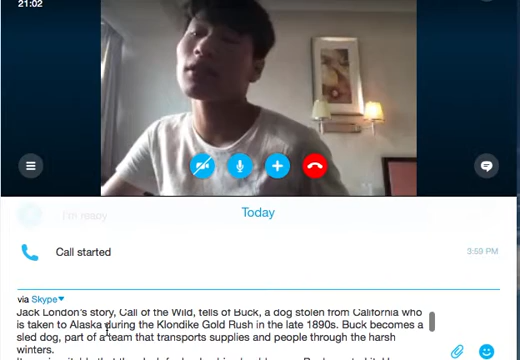 21:02
I'm ready
Today
Call started
3:59 PM
via Skype
Jack London's story, Call of the Wild, tells of Buck, a dog stolen from California who
is taken to Alaska during the Klondike Gold Rush in the late 1890s. Buck becomes a
sled dog, part of a team that transports supplies and people through the harsh
winters.